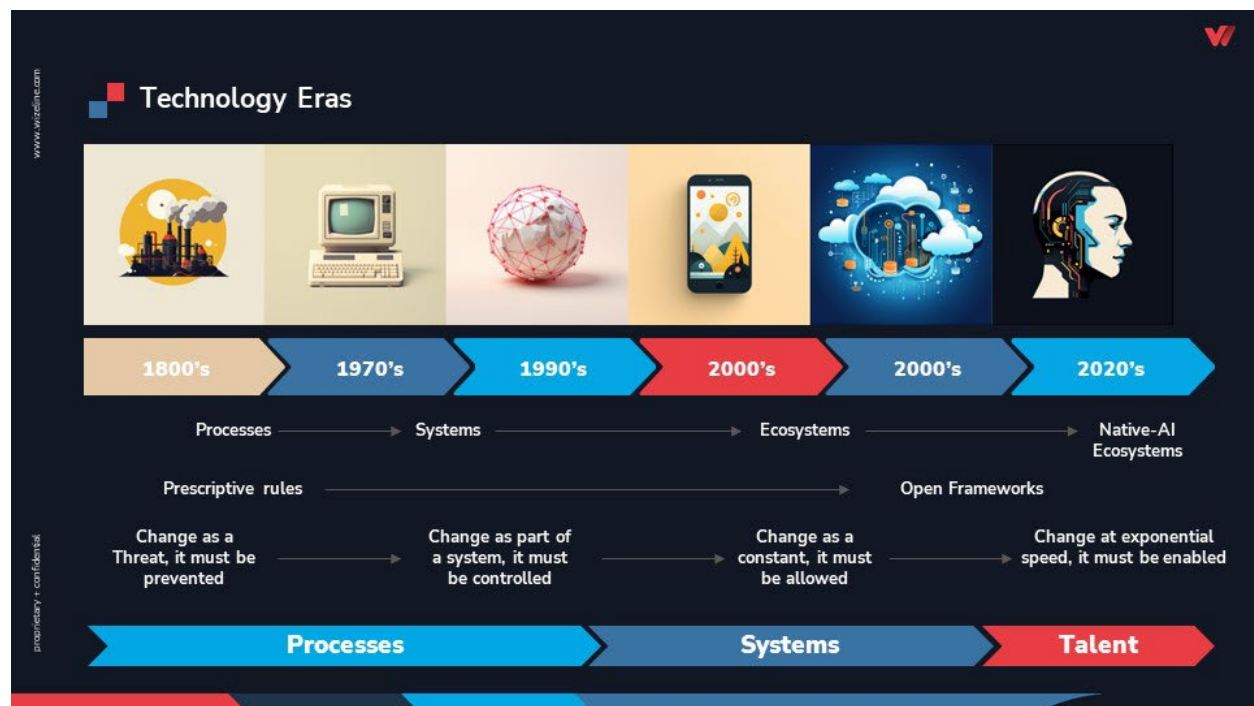 www.wizeline.com
Technology Eras
1800's
1970's
1990's
2000's
2000's
2020's
Processes
Systems
Ecosystems
Native-AI
Ecosystems
Prescriptive rules
Open Frameworks
Change as a
Threat, it must be
prevented
Change as part of
a system, it must
be controlled
Change as a
constant, it must
be allowed
Change at exponential
speed, it must be enabled
proprietary + confidential
Processes
Systems
Talent